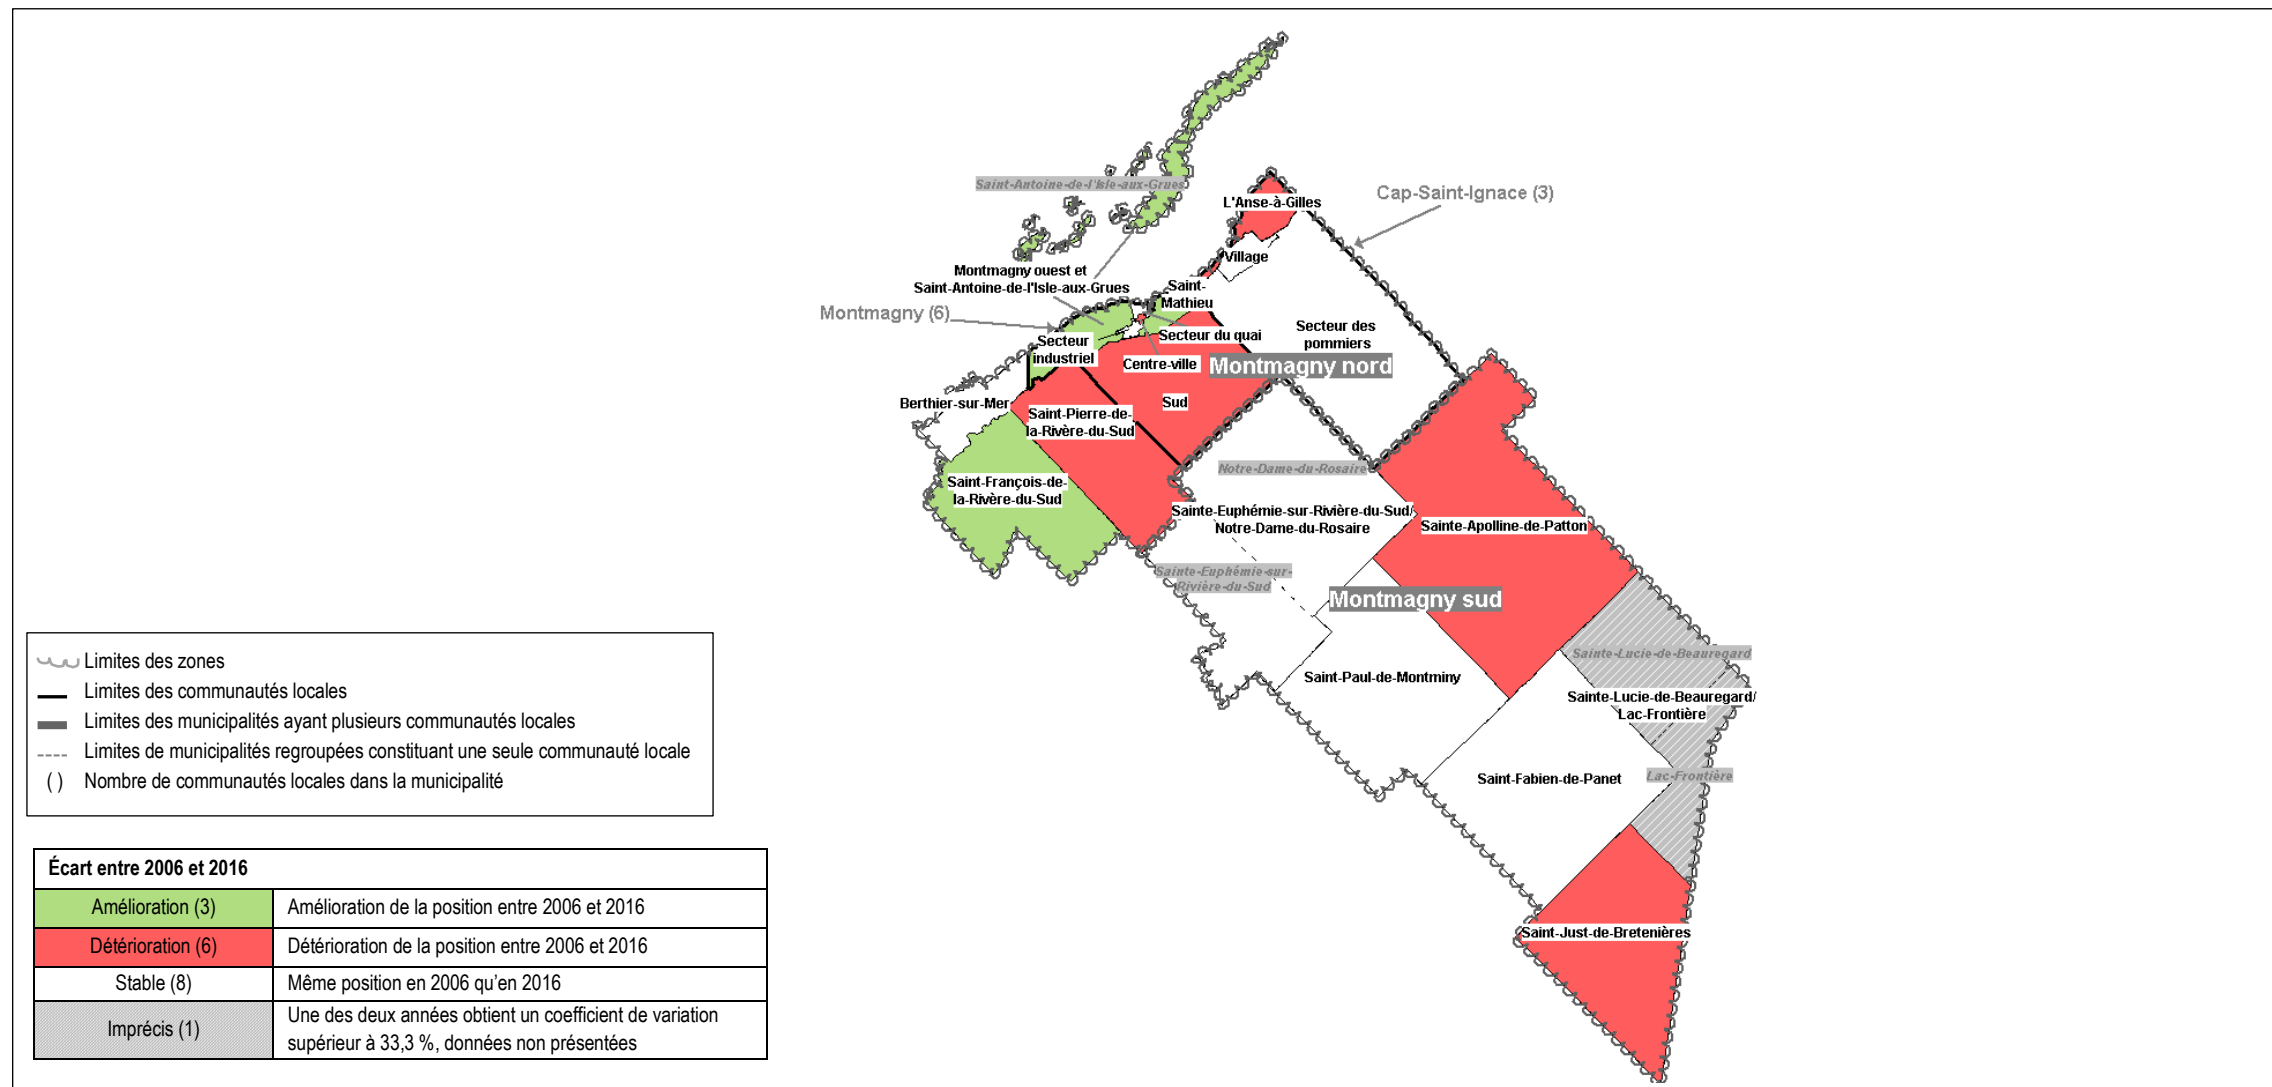 Saint-Antoine-de-l'Isle-aux-Grues
Cap-Saint-Ignace (3)
L'Anse-à-Gilles
Village
Montmagny ouest et
Saint-Antoine-de-l'Isle-aux-Grues
Saint-
Mathieu
Montmagny (6)
Secteur des
pommiers
Secteur du quai
Secteur
industriel
Centre-ville
Montmagny nord
Berthier-sur-Mer
Sud
Saint-Pierre-de-
la-Rivère-du-Sud
Notre-Dame-du-Rosaire
Saint-François-de-
la-Rivère-du-Sud
Sainte-Euphémie-sur-Rivière-du-Sud/
Notre-Dame-du-Rosaire
Sainte-Apolline-de-Patton
Sainte-Euphémie-sur-
Rivière-du-Sud
Montmagny sud
Sainte-Lucie-de-Beauregard
Saint-Paul-de-Montminy
Sainte-Lucie-de-Beauregard/
Lac-Frontière
Saint-Fabien-de-Panet
Lac-Frontière
Saint-Just-de-Bretenières
Limites des zones
Limites des communautés locales
Limites des municipalités ayant plusieurs communautés locales
Limites de municipalités regroupées constituant une seule communauté locale
( ) Nombre de communautés locales dans la municipalité
Écart entre 2006 et 2016
Amélioration (3) Amélioration de la position entre 2006 et 2016
Détérioration (6) Détérioration de la position entre 2006 et 2016
Stable (8) Même position en 2006 qu'en 2016
Imprécis (1) Une des deux années obtient un coefficient de variation
supérieur à 33,3 %, données non présentées